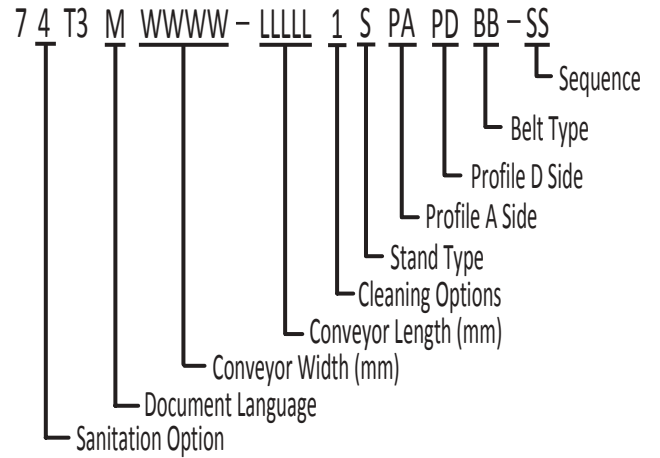 7 4 T3 M WWWW – LLLLL 1 S PA PD BB – SS
Sequence
Belt Type
Profile D Side
Profile A Side
Stand Type
Cleaning Options
Conveyor Length (mm)
Conveyor Width (mm)
Document Language
Sanitation Option